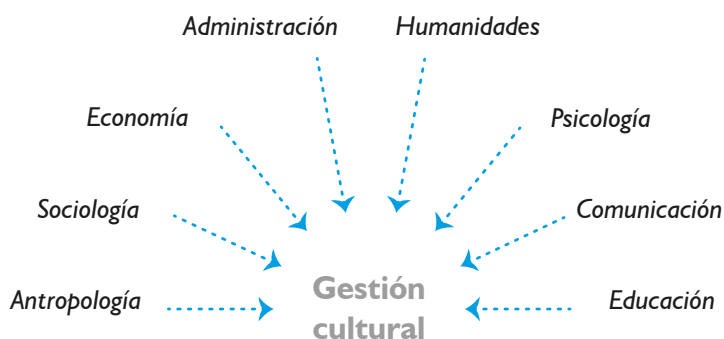 Administración
Humanidades
Economía
Psicología
Sociología
Comunicación
Antropología
Gestión
cultural
Educación